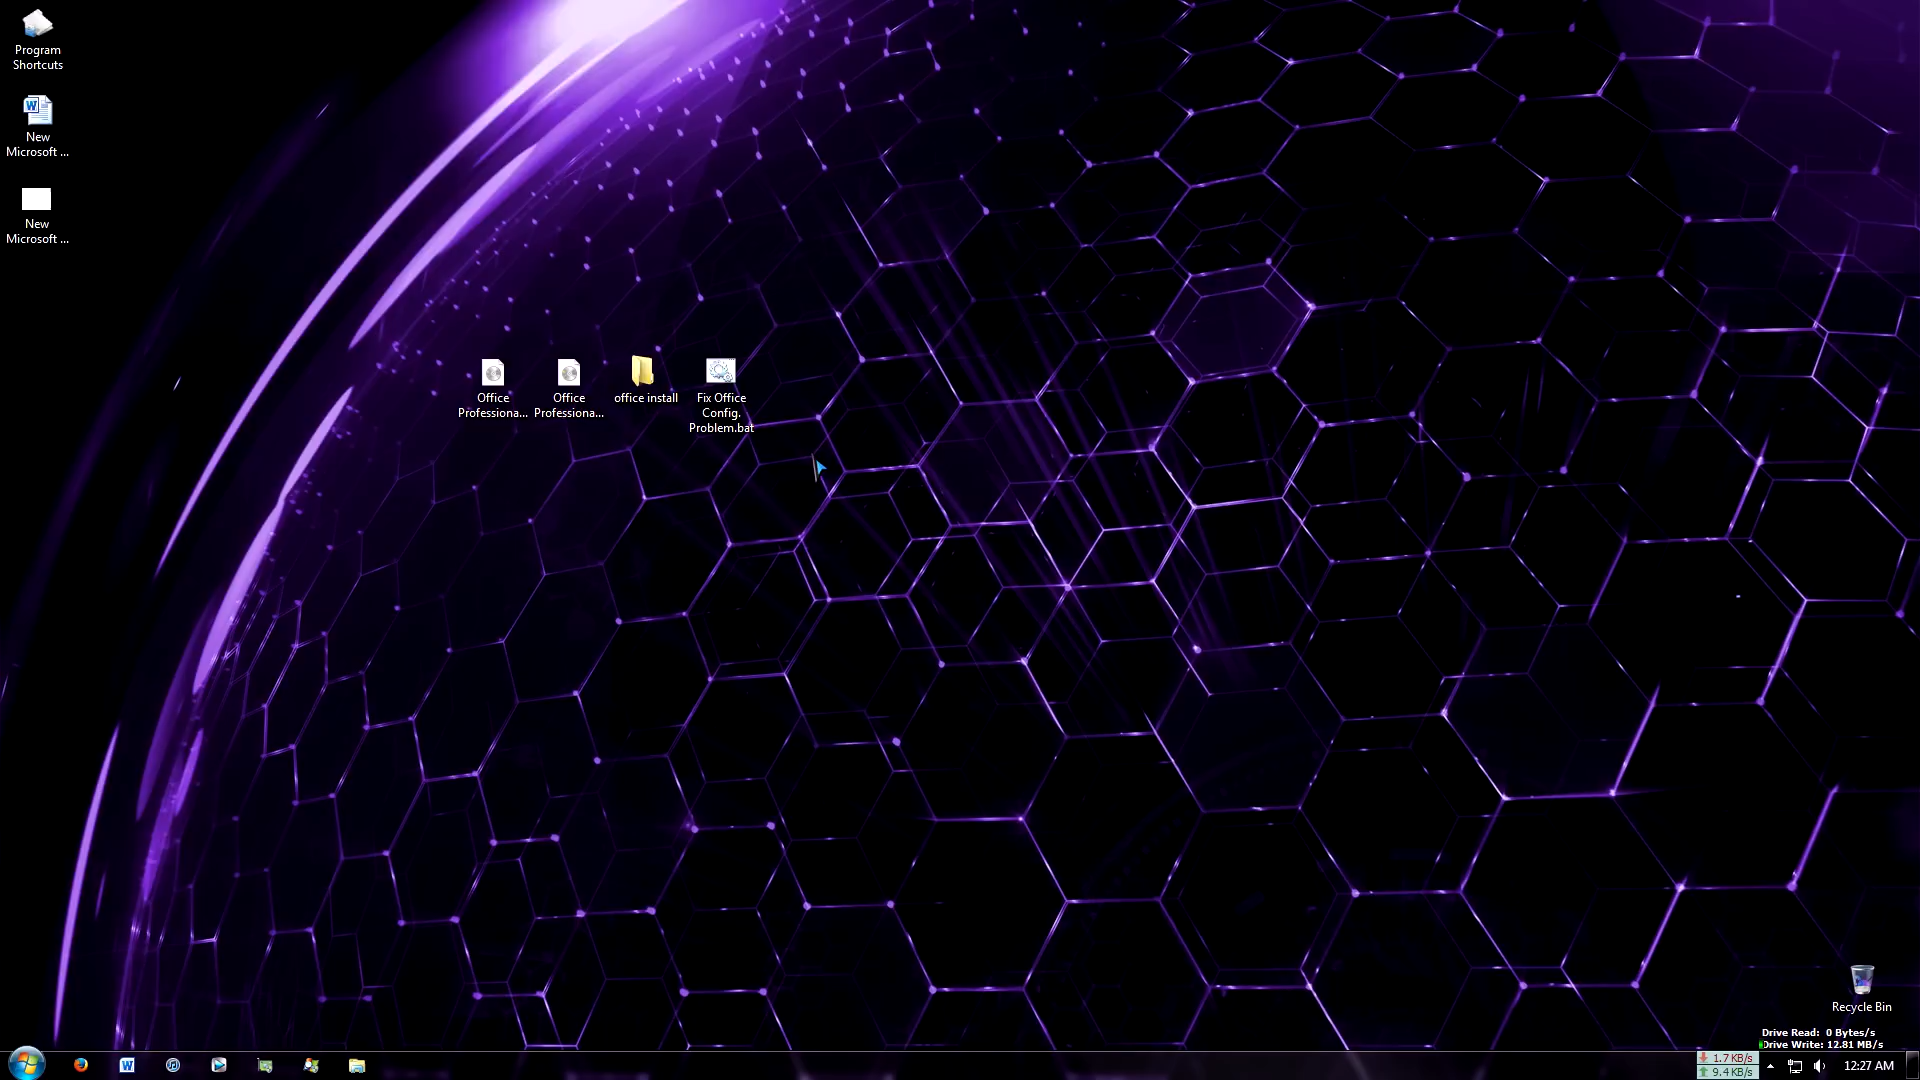 Program
Shortcuts
New
Microsoft ...
New
Microsoft ...
Office
Professiona...
Office
Professiona...
office install
Fix Office
Config.
Problem.bat
Recycle Bin
Drive Read: 0 Bytes/s
Drive Write: 12.81 MB/s
1.7 KB/s
9.4 KB/s
12:27 AM